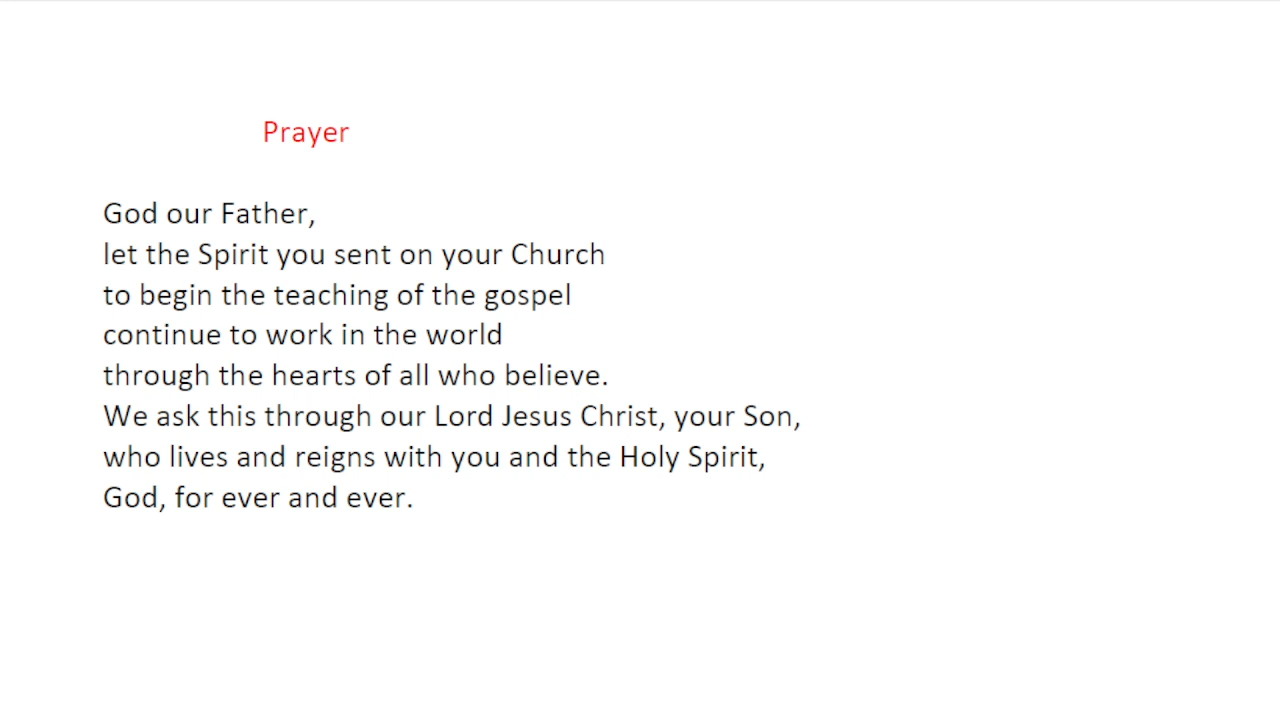 Prayer
God our Father,
let the Spirit you sent on your Church
to begin the teaching of the gospel
continue to work in the world
through the hearts of all who believe.
We ask this through our Lord Jesus Christ, your Son,
who lives and reigns with you and the Holy Spirit,
God, for ever and ever.